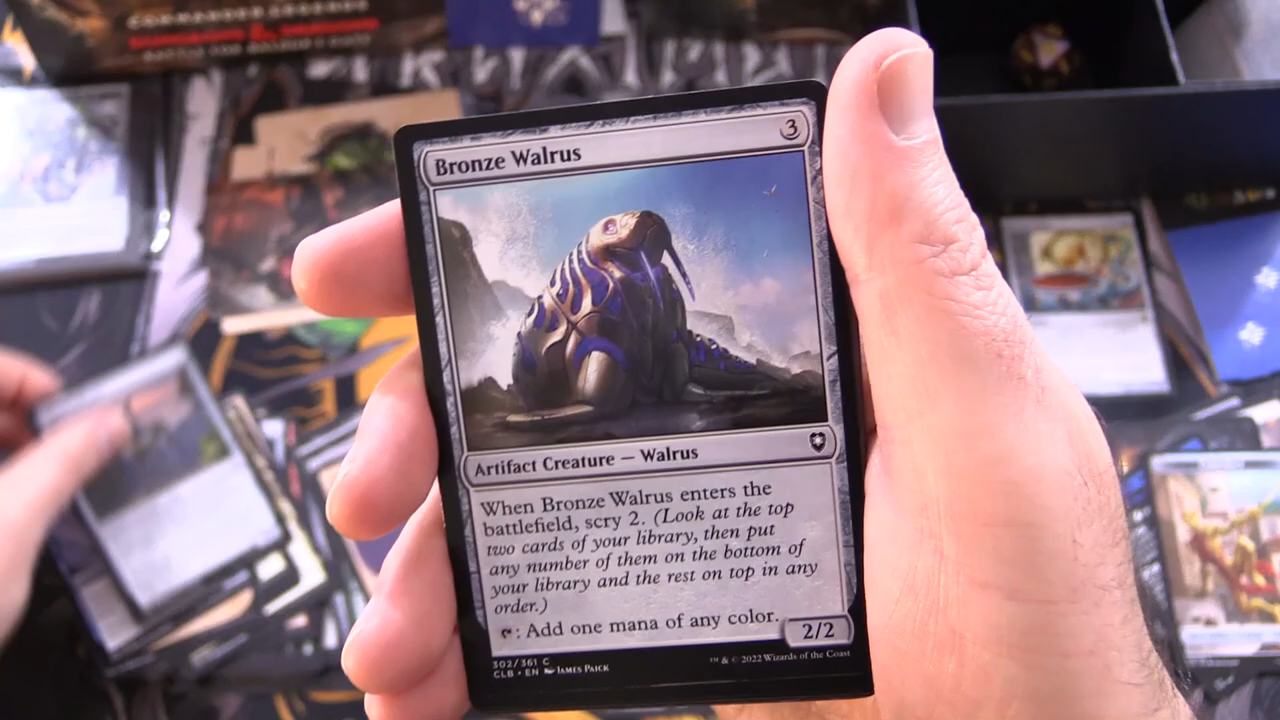 COMMANDER LEGENDS
Bronze Walrus
3
Artifact Creature — Walrus
When Bronze Walrus enters the
battlefield, scry 2. (Look at the top
two cards of your library, then put
any number of them on the bottom of
your library and the rest on top in any
order.)
: Add one mana of any color.
2/2
302/361 C
CLB • EN James Paick
™ & © 2022 Wizards of the Coast